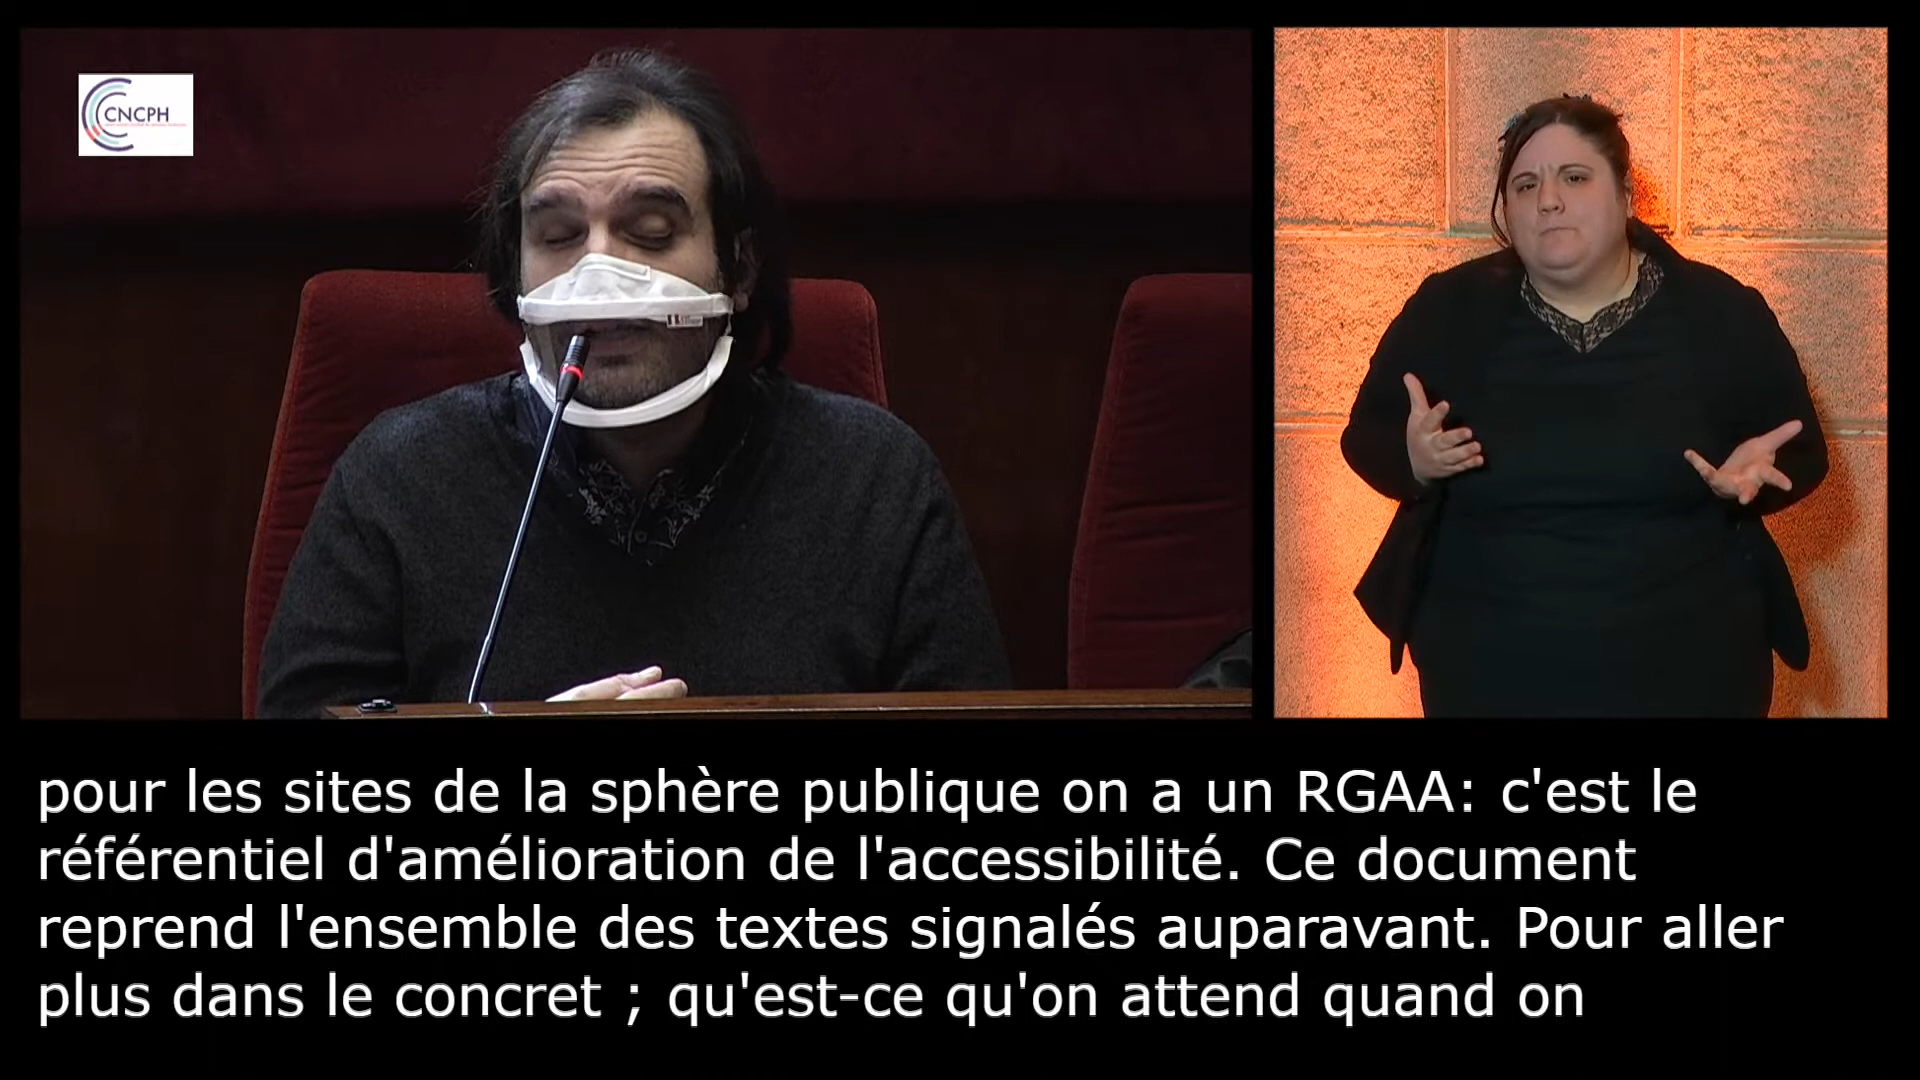 CNCPH
pour les sites de la sphère publique on a un RGAA: c'est le
référentiel d'amélioration de l'accessibilité. Ce document
reprend l'ensemble des textes signalés auparavant. Pour aller
plus dans le concret ; qu'est-ce qu'on attend quand on